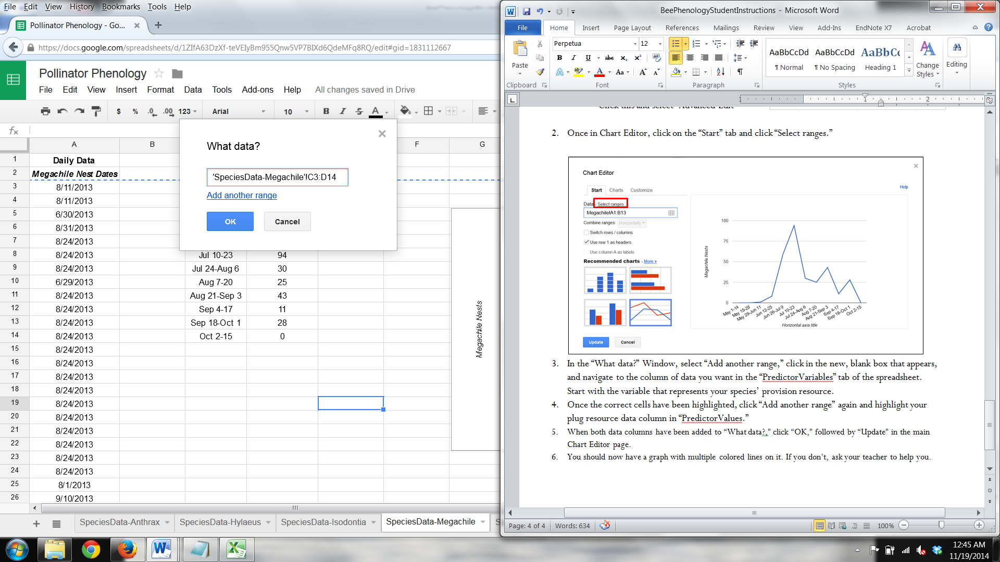 File Edit View History Bookmarks Tools Help
Pollinator Phenology - Go...
https://docs.google.com/spreadsheets/d/1ZIfA63DzXf-teVEIyBm955Qnw5VP7BIXd6QdeMFq8RQ/edit#gid=1831112667
Pollinator Phenology
File Edit View Insert Format Data Tools Add-ons Help All changes saved in Drive
$ % .0 .00 123 Arial 10 B I S A
fx
A B F G
1 Daily Data
2 Megachile Nest Dates
3 8/11/2013
4 8/11/2013
5 6/30/2013
6 8/31/2013
7 8/24/2013
8 8/24/2013 Jul 10-23 94
9 8/24/2013 Jul 24-Aug 6 30
10 6/29/2013 Aug 7-20 25
11 8/24/2013 Aug 21-Sep 3 43
12 8/24/2013 Sep 4-17 11
13 8/24/2013 Sep 18-Oct 1 28
14 8/24/2013 Oct 2-15 0
15 8/24/2013
16 8/24/2013
17 8/24/2013
18 8/24/2013
19 8/24/2013
20 8/24/2013
21 8/24/2013
22 8/24/2013
23 8/24/2013
24 8/24/2013
25 8/1/2013
26 9/10/2013
Megachile Nests
What data?
'SpeciesData-Megachile'!C3:D14
Add another range
OK Cancel
SpeciesData-Anthrax SpeciesData-Hylaeus SpeciesData-Isodontia SpeciesData-Megachile S
BeePhenologyStudentInstructions - Microsoft Word
File Home Insert Page Layout References Mailings Review View Add-Ins EndNote X7 Acrobat
Paste
Perpetua 12
B I U abc x₂ x²
A ab A Aa A A
AaBbCcDd AaBbCcDd AaBbCc
¶ Normal ¶ No Spacing Heading 1
Change Styles
Editing
Clipboard Font Paragraph Styles
1 1 2
Click this and select "Advanced Edit"
2. Once in Chart Editor, click on the “Start” tab and click “Select ranges.”
Chart Editor
Help
Start Charts Customize
Data - Select ranges
Megachile!A1:B13
Combine ranges: Horizontally
Switch rows / columns
Use row 1 as headers
Use column A as labels
Recommended charts - More »
Update Cancel
100
75
50
25
0
Megachile Nests
May 1-14 May 15-28 May 29-Jun 11 Jun 12-25 Jun 26-Jul 9 Jul 10-23 Jul 24-Aug 6 Aug 7-20 Aug 21-Sep 3 Sep 4-17 Sep 18-Oct 1 Oct 2-15
Horizontal axis title
3. In the “What data?” Window, select “Add another range,” click in the new, blank box that appears,
and navigate to the column of data you want in the “PredictorVariables” tab of the spreadsheet.
Start with the variable that represents your species’ provision resource.
4. Once the correct cells have been highlighted, click “Add another range” again and highlight your
plug resource data column in “PredictorValues.”
5. When both data columns have been added to “What data?,” click “OK,” followed by “Update” in the main
Chart Editor page.
6. You should now have a graph with multiple colored lines on it. If you don’t, ask your teacher to help you.
Page: 4 of 4 Words: 634 100%
12:45 AM
11/19/2014